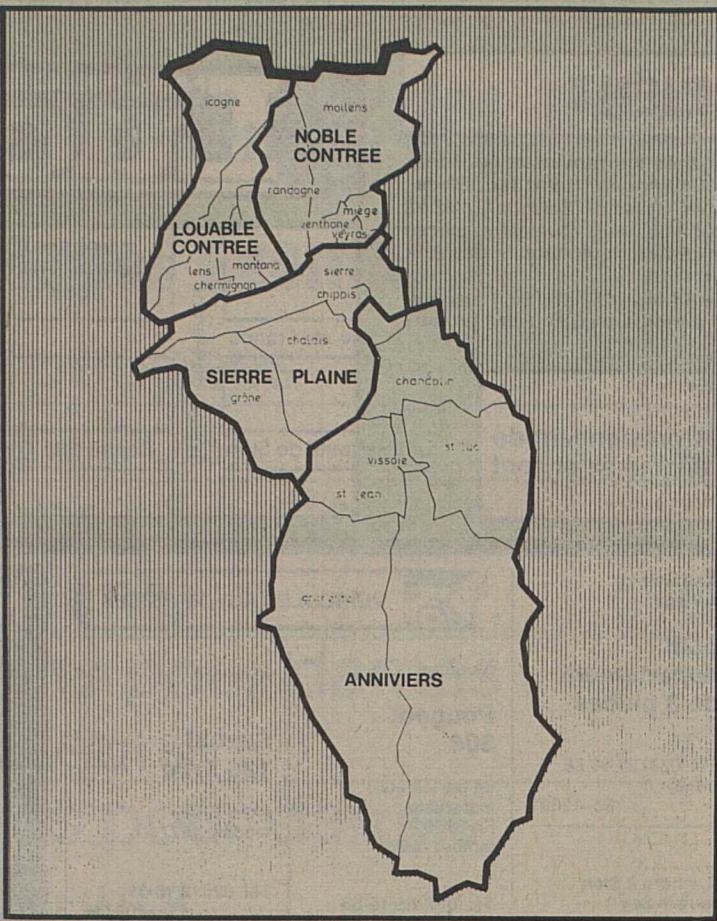 icogne
mollens
NOBLE
CONTREE
randogne
miège
venthône
veyras
LOUABLE
CONTREE
montana
lens
chermignon
sierre
chippis
chalais
SIERRE PLAINE
grône
chandolin
st luc
vissoie
st jean
ANNIVIERS